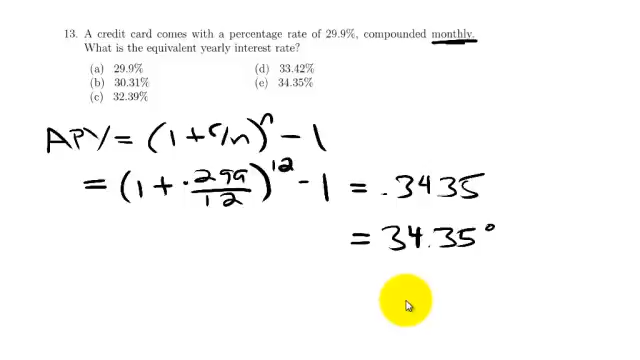 13. A credit card comes with a percentage rate of 29.9%, compounded monthly.
What is the equivalent yearly interest rate?
(a) 29.9% (d) 33.42%
(b) 30.31% (e) 34.35%
(c) 32.39%
APY = (1 + r/n)^n - 1
= (1 + .299/12)^12 - 1 = .3435
= 34.35°